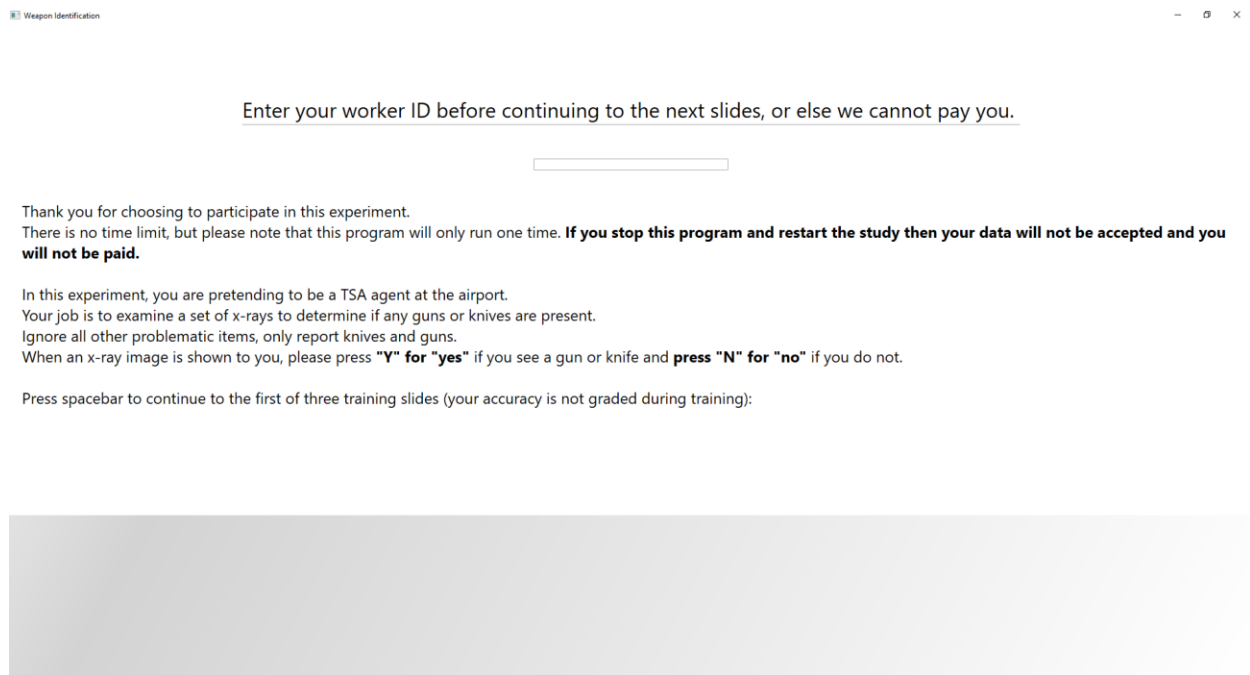 Weapon Identification
Enter your worker ID before continuing to the next slides, or else we cannot pay you.
Thank you for choosing to participate in this experiment.
There is no time limit, but please note that this program will only run one time. If you stop this program and restart the study then your data will not be accepted and you
will not be paid.
In this experiment, you are pretending to be a TSA agent at the airport.
Your job is to examine a set of x-rays to determine if any guns or knives are present.
Ignore all other problematic items, only report knives and guns.
When an x-ray image is shown to you, please press "Y" for "yes" if you see a gun or knife and press "N" for "no" if you do not.
Press spacebar to continue to the first of three training slides (your accuracy is not graded during training):